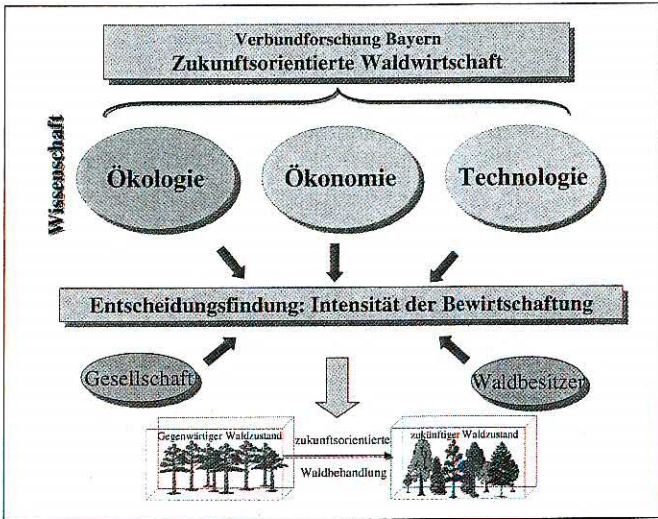 Verbundforschung Bayern
Zukunftsorientierte Waldwirtschaft
Wissenschaft
Ökologie
Ökonomie
Technologie
Entscheidungsfindung: Intensität der Bewirtschaftung
Gesellschaft
Waldbesitzer
Gegenwärtiger Waldzustand
zukunftsorientierte
Waldbehandlung
zukünftiger Waldzustand